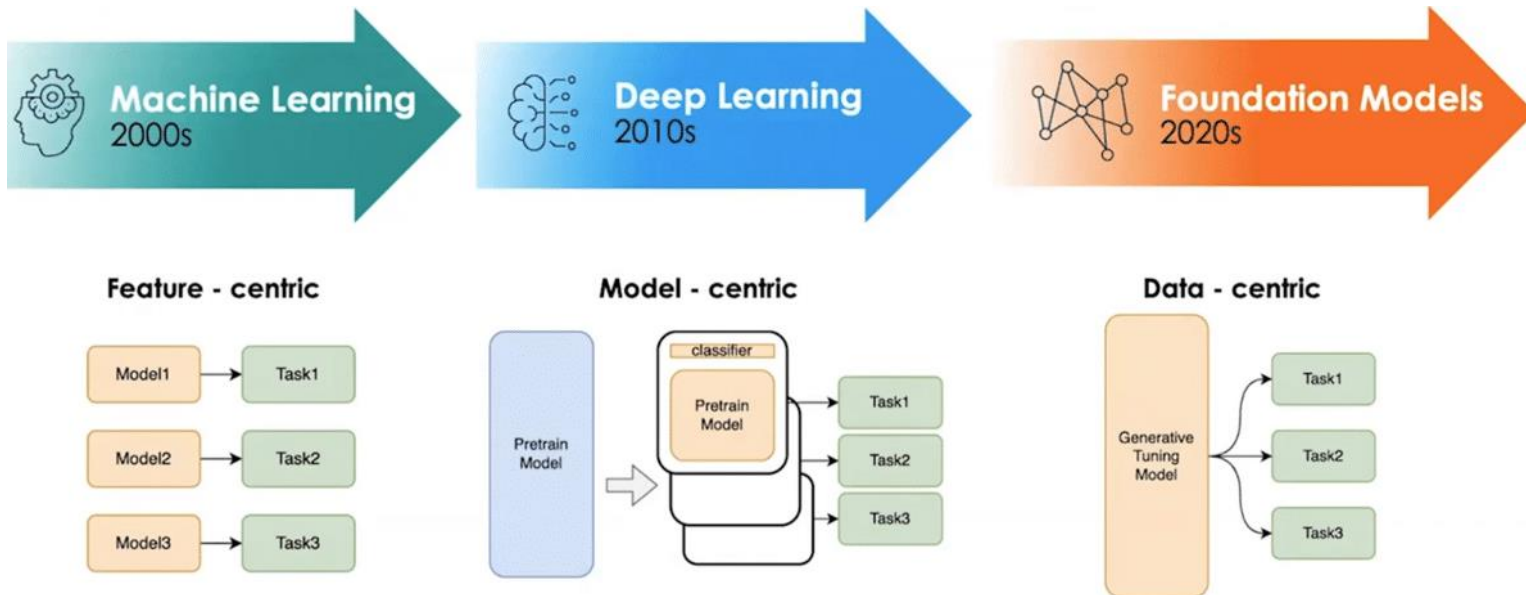 Machine Learning
2000s
Deep Learning
2010s
Foundation Models
2020s
Feature - centric
Model1
Task1
Model2
Task2
Model3
Task3
Model - centric
Pretrain
Model
classifier
Pretrain
Model
Task1
Task2
Task3
Data - centric
Generative
Tuning
Model
Task1
Task2
Task3